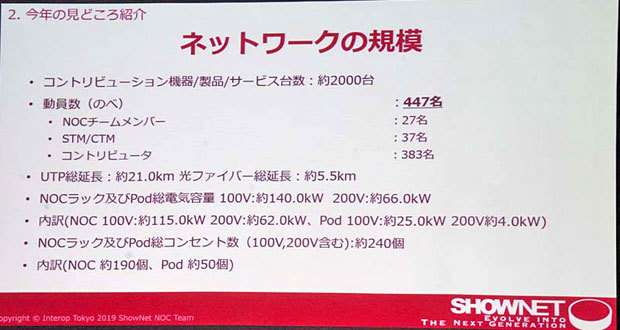 2. 今年の見どころ紹介
ネットワークの規模
• コントリビューション機器/製品/サービス台数：約2000台
• 動員数（のべ） ：447名
• NOCチームメンバー ：27名
• STM/CTM ：37名
• コントリビュータ ：383名
• UTP総延長：約21.0km 光ファイバー総延長：約5.5km
• NOCラック及びPod総電気容量 100V:約140.0kW 200V:約66.0kW
• 内訳(NOC 100V:約115.0kW 200V:約62.0kW、Pod 100V:約25.0kW 200V約4.0kW)
• NOCラック及びPod総コンセント数（100V,200V含む):約240個
• 内訳(NOC 約190個、Pod 約50個)
opyright © Interop Tokyo 2019 ShowNet NOC Team
SHOWNET
EVOLVE INTO
THE NEXT GENERATION